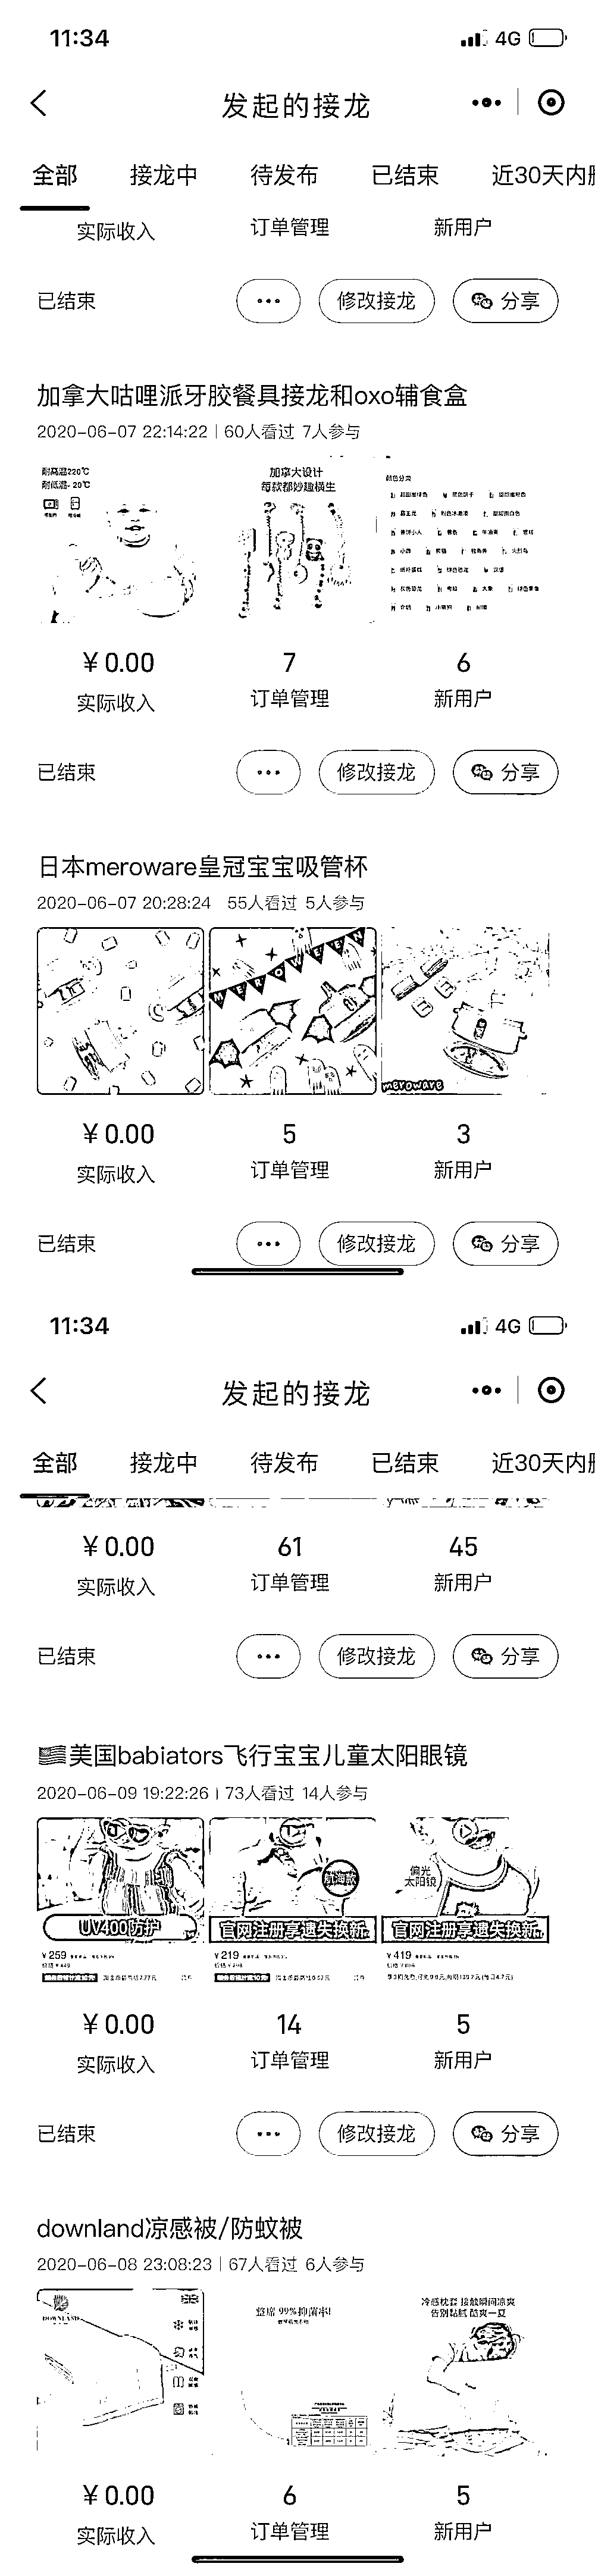 11:34 4G
发起的接龙
全部 接龙中 待发布 已结束 近30天内
实际收入 订单管理 新用户
已结束 修改接龙 分享
加拿大咕哩派牙胶餐具接龙和oxo辅食盒
2020-06-07 22:14:22 | 60人看过 7人参与
耐高温220℃
耐低温- 20℃
加拿大设计
每款都妙趣横生
颜色分类
¥0.00 7 6
实际收入 订单管理 新用户
已结束 修改接龙 分享
日本meroware皇冠宝宝吸管杯
2020-06-07 20:28:24 55人看过 5人参与
MEROWEEN
meroware
¥0.00 5 3
实际收入 订单管理 新用户
已结束 修改接龙 分享
11:34 4G
发起的接龙
全部 接龙中 待发布 已结束 近30天内
¥0.00 61 45
实际收入 订单管理 新用户
已结束 修改接龙 分享
美国babiators飞行宝宝儿童太阳眼镜
2020-06-09 19:22:26 | 73人看过 14人参与
航海款
偏光
太阳镜
UV400防护 官网注册享遗失换新 官网注册享遗失换新
¥259 ¥219 ¥419
¥0.00 14 5
实际收入 订单管理 新用户
已结束 修改接龙 分享
downland凉感被/防蚊被
2020-06-08 23:08:23 | 67人看过 6人参与
DOWNLAND
整席 99%抑菌率!
冷感枕套 接触瞬间凉爽
告别黏腻 酷爽一夏
¥0.00 6 5
实际收入 订单管理 新用户